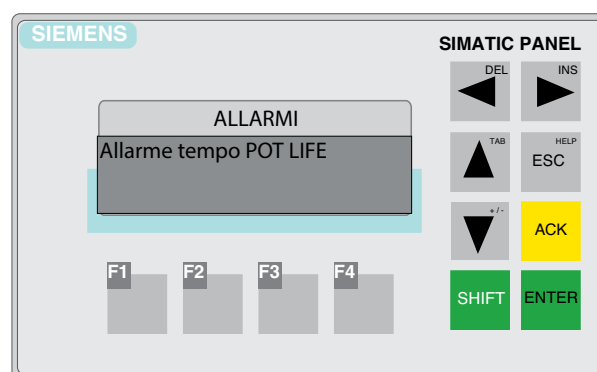 SIEMENS
SIMATIC PANEL
DEL
INS
ALLARMI
Allarme tempo POT LIFE
TAB
HELP
ESC
+/-
ACK
F1
F2
F3
F4
SHIFT
ENTER